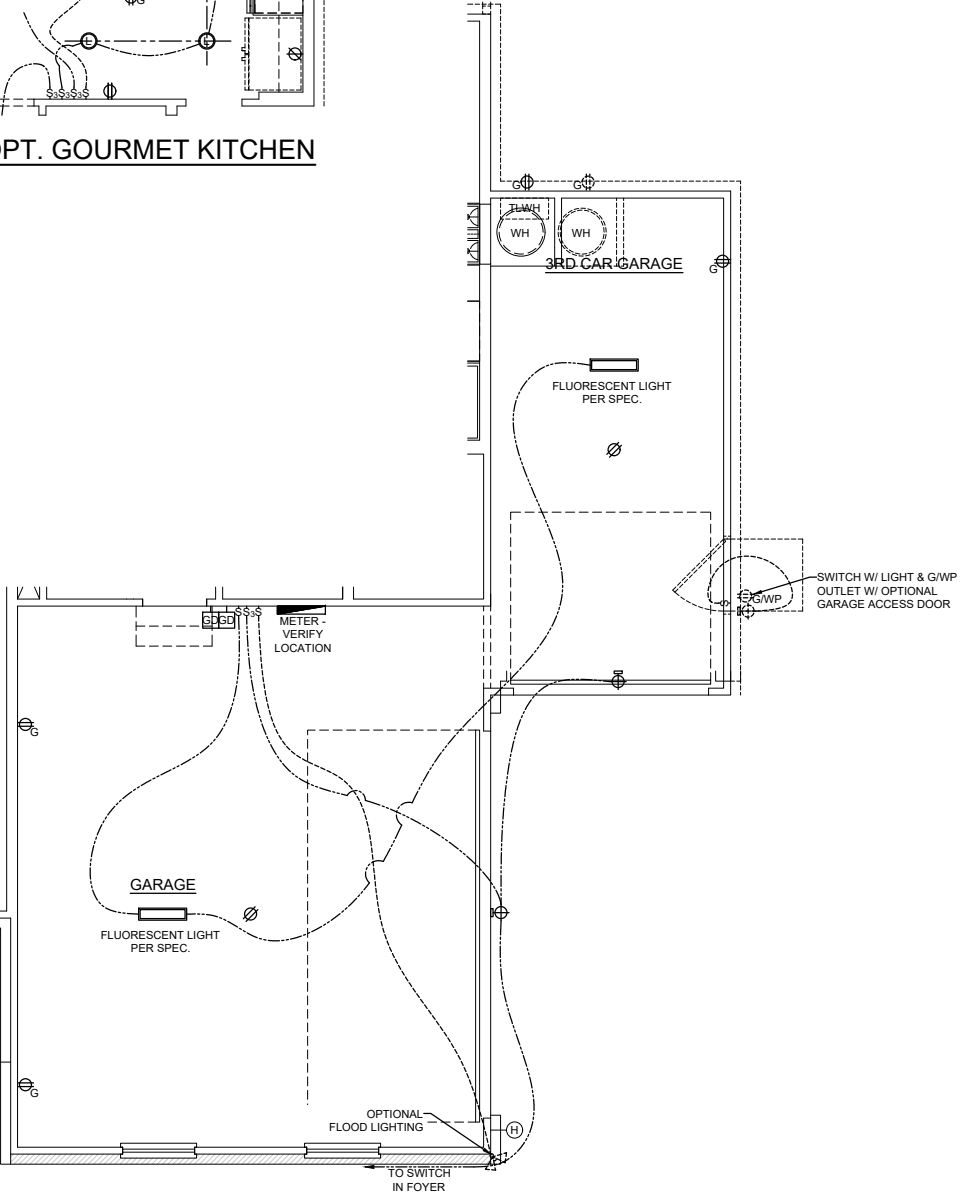 G
L
L
S3S3S3S
OPT. GOURMET KITCHEN
G
G
TLWH
WH
WH
3RD CAR GARAGE
G
FLUORESCENT LIGHT
PER SPEC.
SWITCH W/ LIGHT & G/WP
OUTLET W/ OPTIONAL
GARAGE ACCESS DOOR
S
G/WP
GD GD
SS3S
METER -
VERIFY
LOCATION
G
GARAGE
FLUORESCENT LIGHT
PER SPEC.
G
OPTIONAL
FLOOD LIGHTING
H
TO SWITCH
IN FOYER